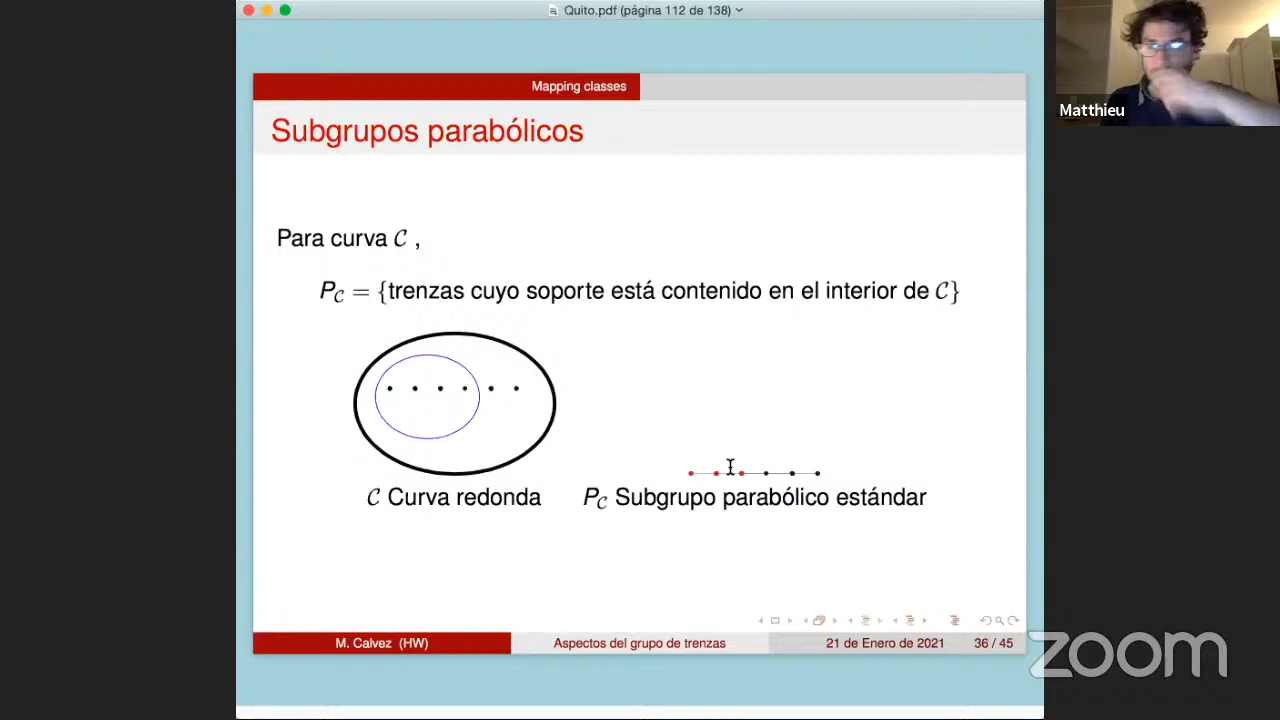 Quito.pdf (página 112 de 138)
Matthieu
Mapping classes
Subgrupos parabólicos
Para curva 𝒞 ,
P𝒞 = {trenzas cuyo soporte está contenido en el interior de 𝒞}
𝒞 Curva redonda
P𝒞 Subgrupo parabólico estándar
M. Calvez (HW)
Aspectos del grupo de trenzas
21 de Enero de 2021
36 / 45
zoom